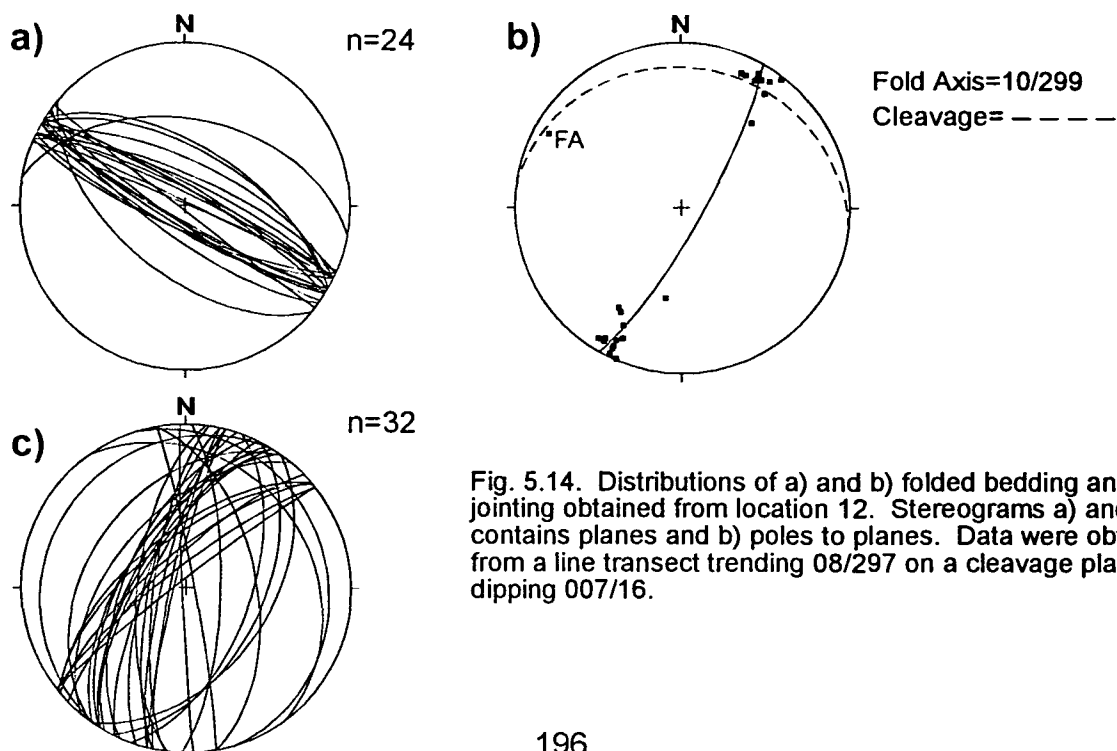 a)
N
n=24
b)
N
Fold Axis=10/299
Cleavage= – – – – –
FA
c)
N
n=32
Fig. 5.14. Distributions of a) and b) folded bedding an
jointing obtained from location 12. Stereograms a) an
contains planes and b) poles to planes. Data were ob
from a line transect trending 08/297 on a cleavage pla
dipping 007/16.
196